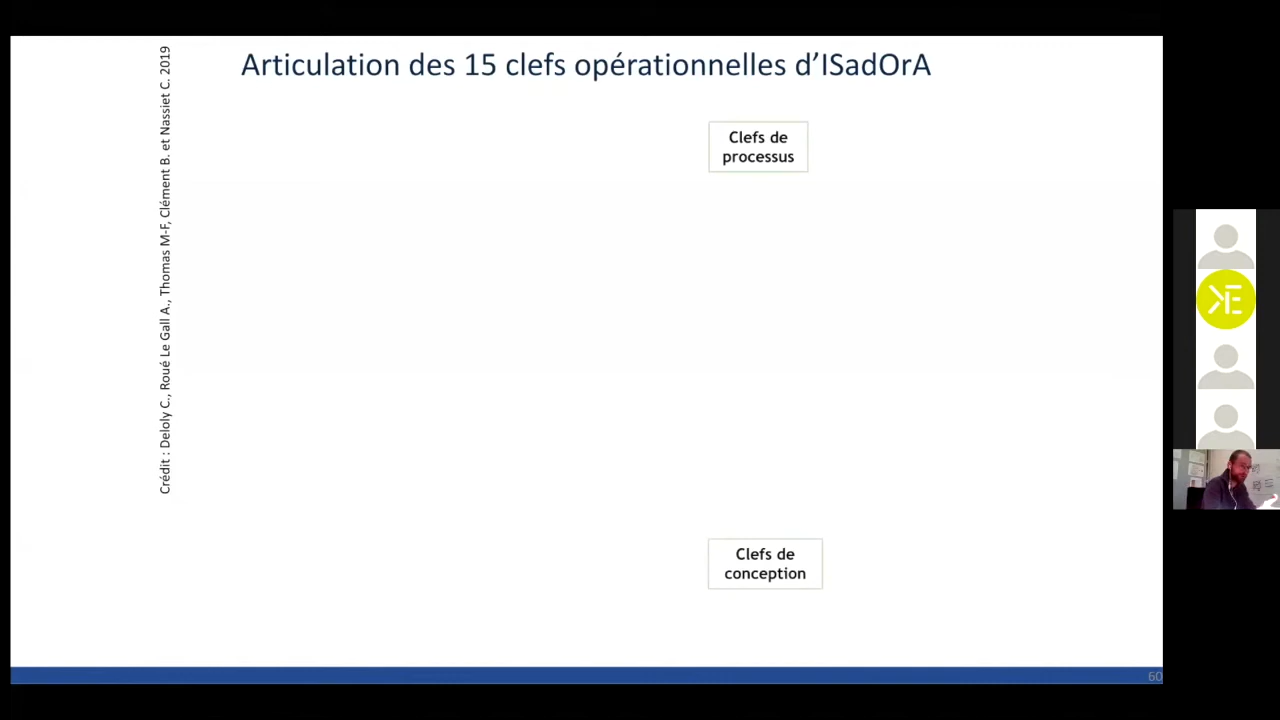 Articulation des 15 clefs opérationnelles d’ISadOrA
Crédit : Deloly C., Roué Le Gall A., Thomas M-F, Clément B. et Nassiet C. 2019
Clefs de
processus
Clefs de
conception
60